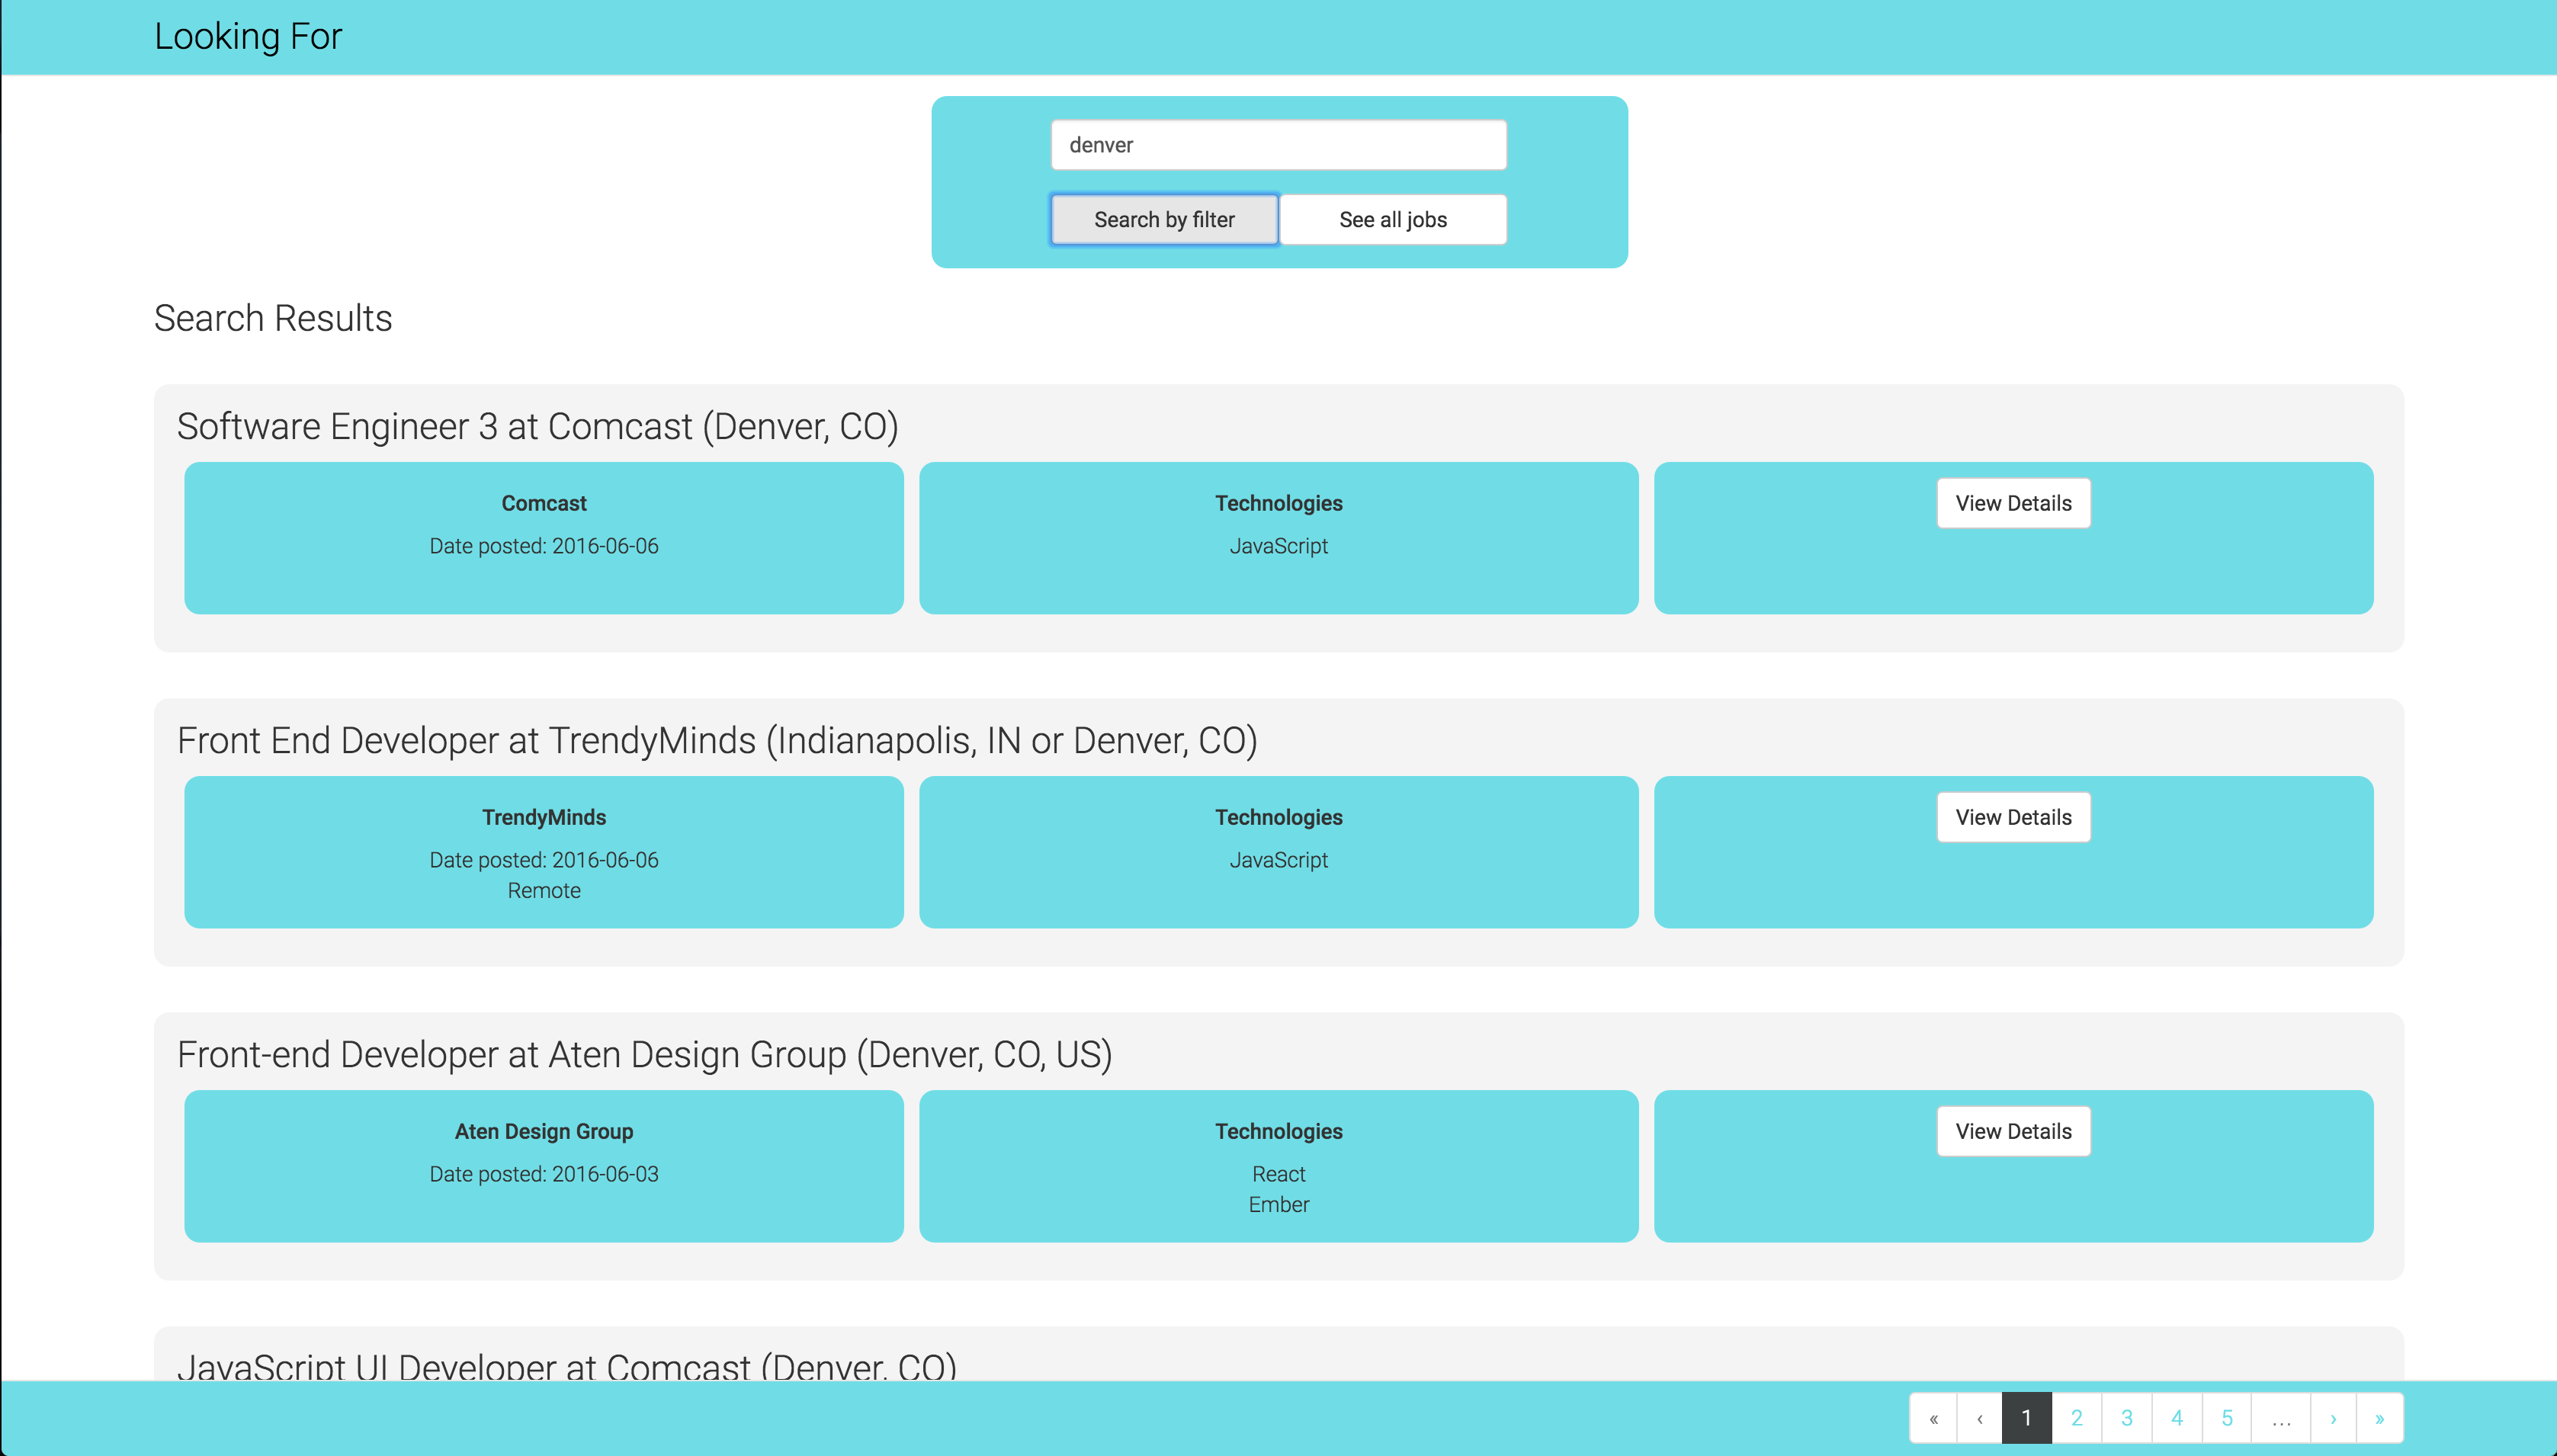 Looking For
denver
Search by filter
See all jobs
Search Results
Software Engineer 3 at Comcast (Denver, CO)
Comcast
Date posted: 2016-06-06
Technologies
JavaScript
View Details
Front End Developer at TrendyMinds (Indianapolis, IN or Denver, CO)
TrendyMinds
Date posted: 2016-06-06
Remote
Technologies
JavaScript
View Details
Front-end Developer at Aten Design Group (Denver, CO, US)
Aten Design Group
Date posted: 2016-06-03
Technologies
React
Ember
View Details
JavaScript UI Developer at Comcast (Denver, CO)
« ‹ 1 2 3 4 5 ... › »